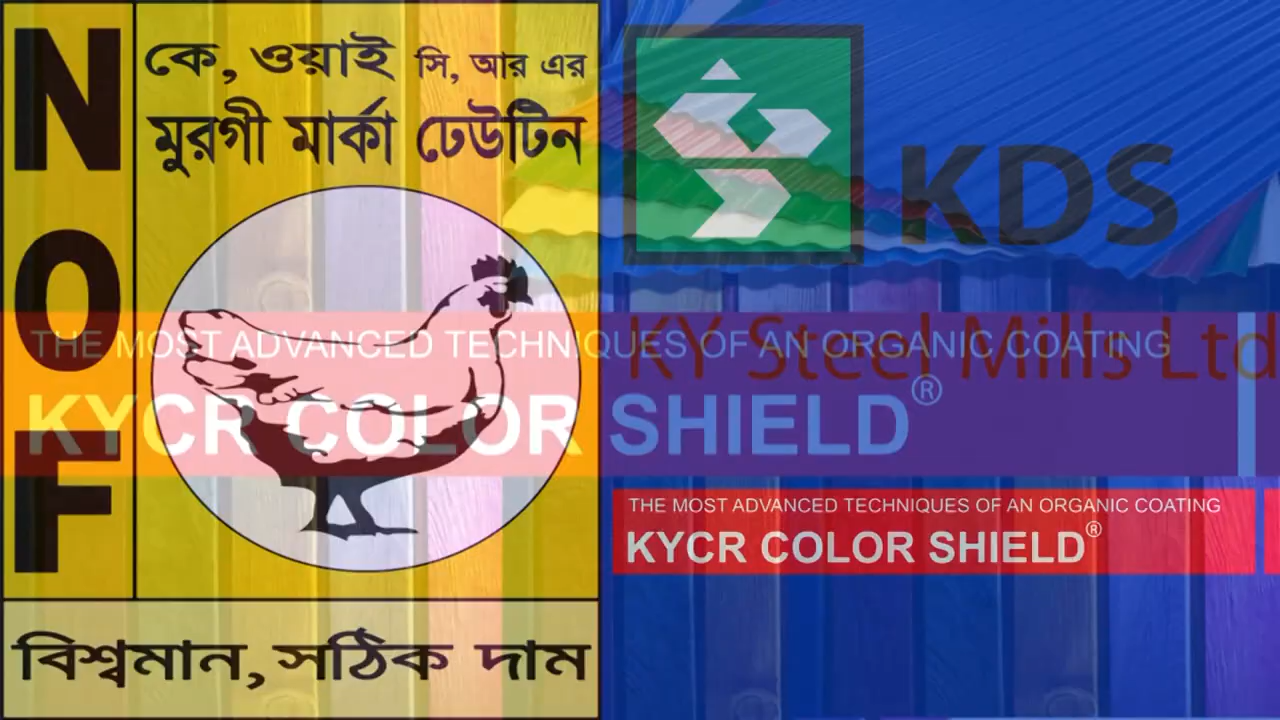 NOF
কে, ওয়াই সি, আর এর
মুরগী মার্কা ঢেউটিন
বিশ্বমান, সঠিক দাম
KDS
KY Steel Mills Ltd
THE MOST ADVANCED TECHNIQUES OF AN ORGANIC COATING
KYCR COLOR SHIELD®
THE MOST ADVANCED TECHNIQUES OF AN ORGANIC COATING
KYCR COLOR SHIELD®